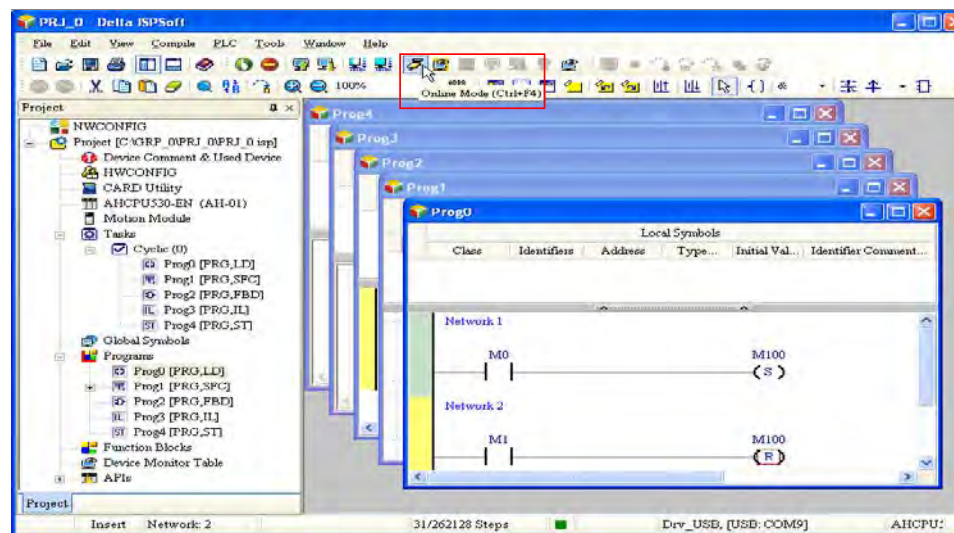 PRJ_0 - Delta ISPSoft
File Edit View Compile PLC Tools Window Help
100%
Online Mode (Ctrl+F4)
Project
NWCONFIG
Project [C:\GRP_0\PRJ_0\PRJ_0.isp]
Device Comment & Used Device
HWCONFIG
CARD Utility
AHCPU530-EN (AH-01)
Motion Module
Tasks
Cyclic (0)
Prog0 [PRG,LD]
Prog1 [PRG,SFC]
Prog2 [PRG,FBD]
Prog3 [PRG,IL]
Prog4 [PRG,ST]
Global Symbols
Programs
Prog0 [PRG,LD]
Prog1 [PRG,SFC]
Prog2 [PRG,FBD]
Prog3 [PRG,IL]
Prog4 [PRG,ST]
Function Blocks
Device Monitor Table
APIs
Project
Prog4
Prog3
Prog2
Prog1
Prog0
Local Symbols
Class Identifiers Address Type... Initial Val... Identifier Comment...
Network 1
M0 M100
S
Network 2
M1 M100
R
Insert Network: 2 31/262128 Steps Drv_USB, [USB: COM9] AHCPU5